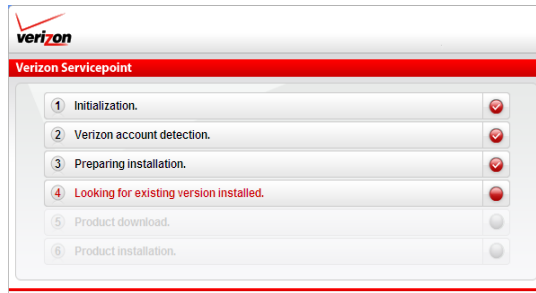 verizon
Verizon Servicepoint
1 Initialization.
2 Verizon account detection.
3 Preparing installation.
4 Looking for existing version installed.
5 Product download.
6 Product installation.